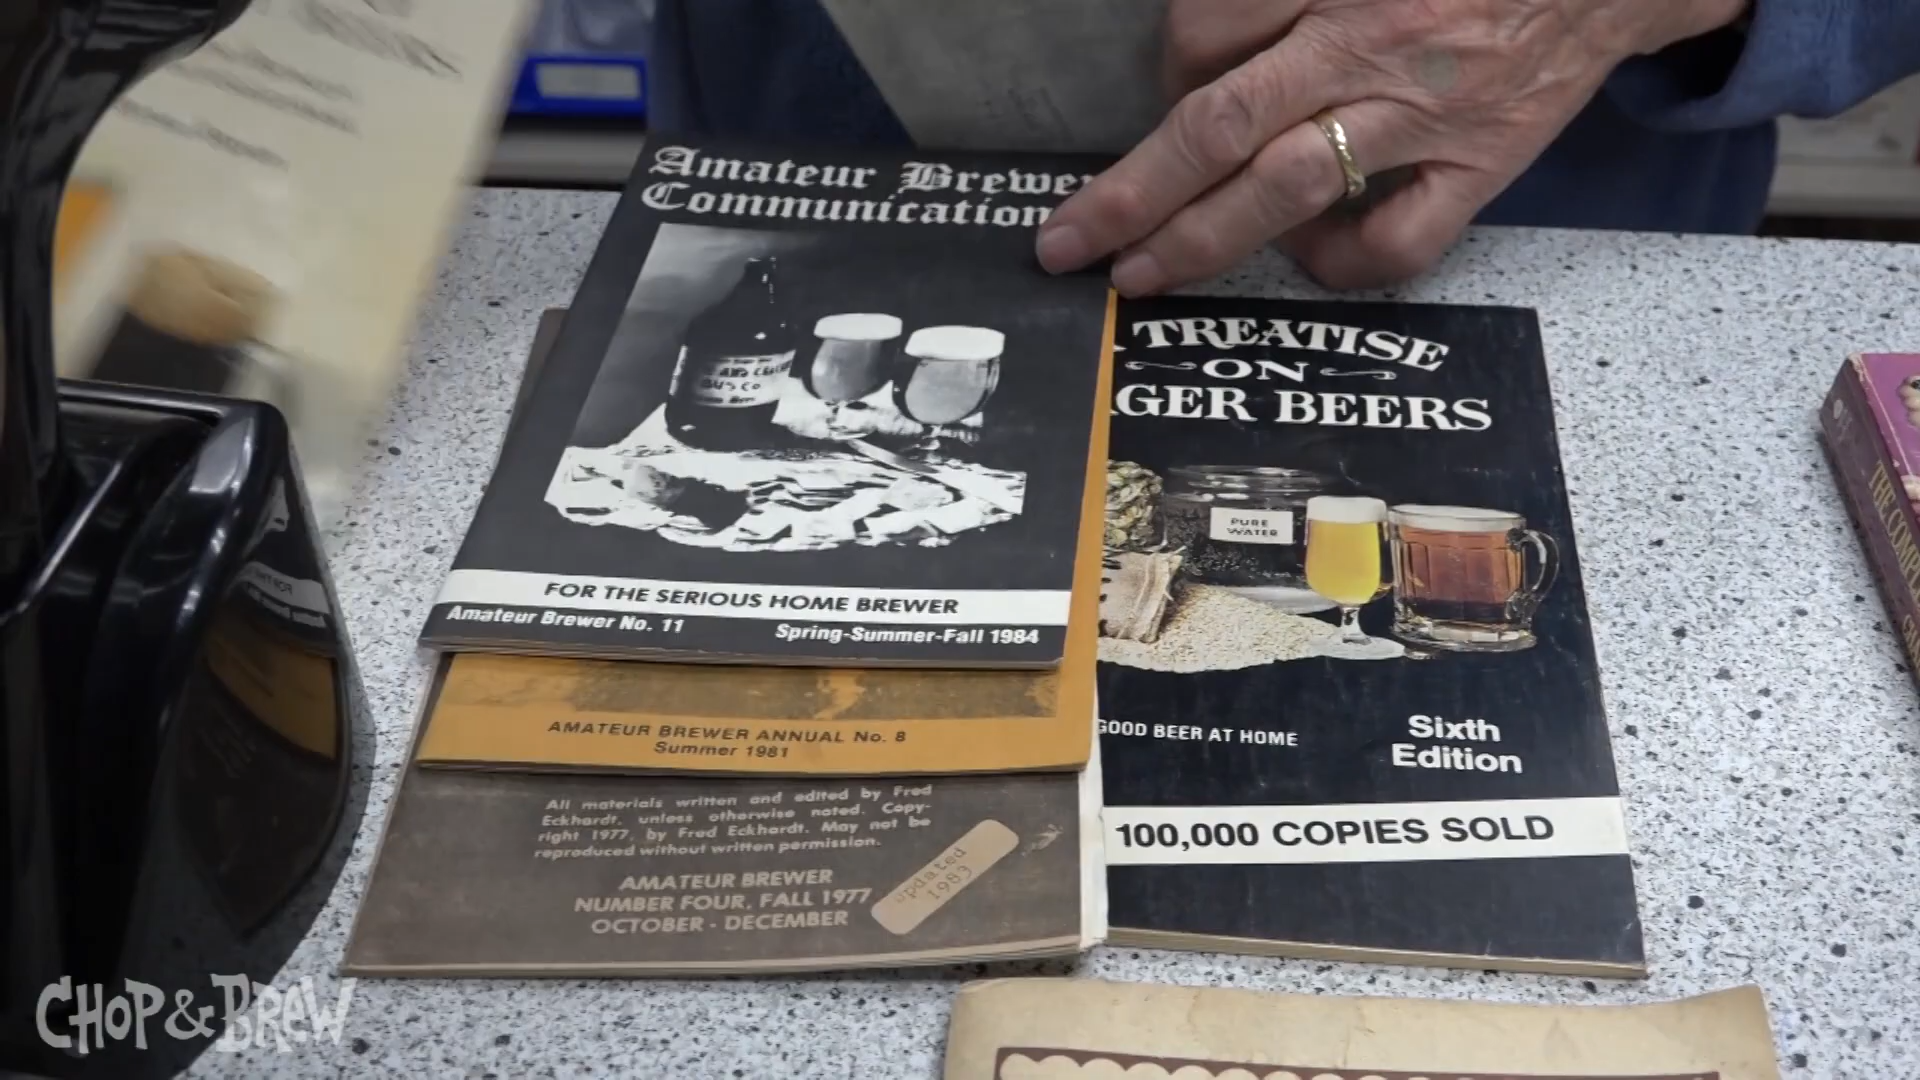 Amateur Brewer
Communication
FOR THE SERIOUS HOME BREWER
Amateur Brewer No. 11
Spring-Summer-Fall 1984
AMATEUR BREWER ANNUAL No. 8
Summer 1981
All materials written and edited by Fred
Eckhardt, unless otherwise noted. Copy-
right 1977, by Fred Eckhardt. May not be
reproduced without written permission.
AMATEUR BREWER
NUMBER FOUR, FALL 1977
OCTOBER - DECEMBER
updated
1983
TREATISE
ON
GER BEERS
PURE
WATER
GOOD BEER AT HOME
Sixth
Edition
100,000 COPIES SOLD
THE
CHOP & BREW